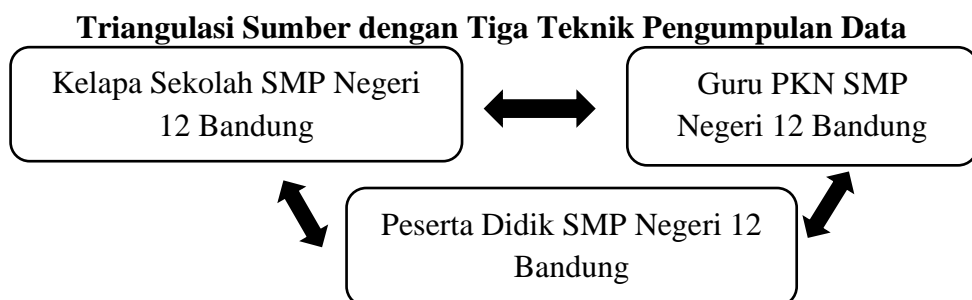 Triangulasi Sumber dengan Tiga Teknik Pengumpulan Data
Kelapa Sekolah SMP Negeri
12 Bandung
Guru PKN SMP
Negeri 12 Bandung
Peserta Didik SMP Negeri 12
Bandung